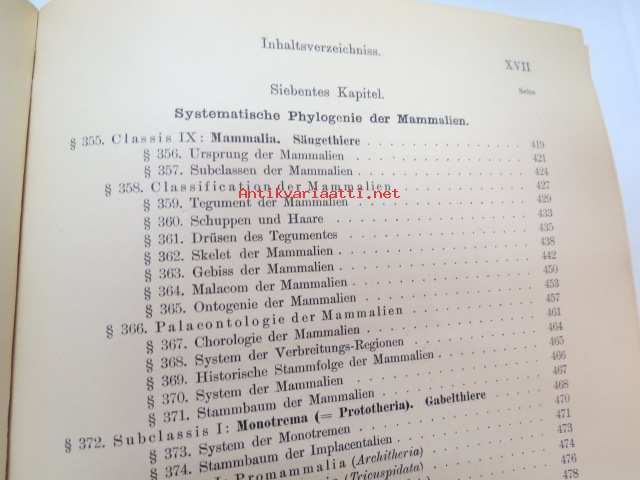 Inhaltsverzeichniss.
XVII
Siebentes Kapitel.
Seite
Systematische Phylogenie der Mammalien.
§ 355. Classis IX: Mammalia. Säugethiere . . . 419
§ 356. Ursprung der Mammalien . . . 421
§ 357. Subclassen der Mammalien . . . 424
§ 358. Classification der Mammalien . . . 427
Antikvariaatti.net
§ 359. Tegument der Mammalien . . . 429
§ 360. Schuppen und Haare . . . 433
§ 361. Drüsen des Tegumentes . . . 435
§ 362. Skelet der Mammalien . . . 438
§ 363. Gebiss der Mammalien . . . 442
§ 364. Malacom der Mammalien . . . 450
§ 365. Ontogenie der Mammalien . . . 453
§ 366. Palaeontologie der Mammalien . . . 457
§ 367. Chorologie der Mammalien . . . 461
§ 368. System der Verbreitungs-Regionen . . . 464
§ 369. Historische Stammfolge der Mammalien . . . 465
§ 370. System der Mammalien . . . 466
§ 371. Stammbaum der Mammalien . . . 467
§ 372. Subclassis I: Monotrema (= Prototheria). Gabelthiere . . . 468
§ 373. System der Monotremen . . . 470
§ 374. Stammbaum der Implacentalien . . . 471
Promammalia (Architheria) . . . 473
(Tricuspidata) . . . 474
478